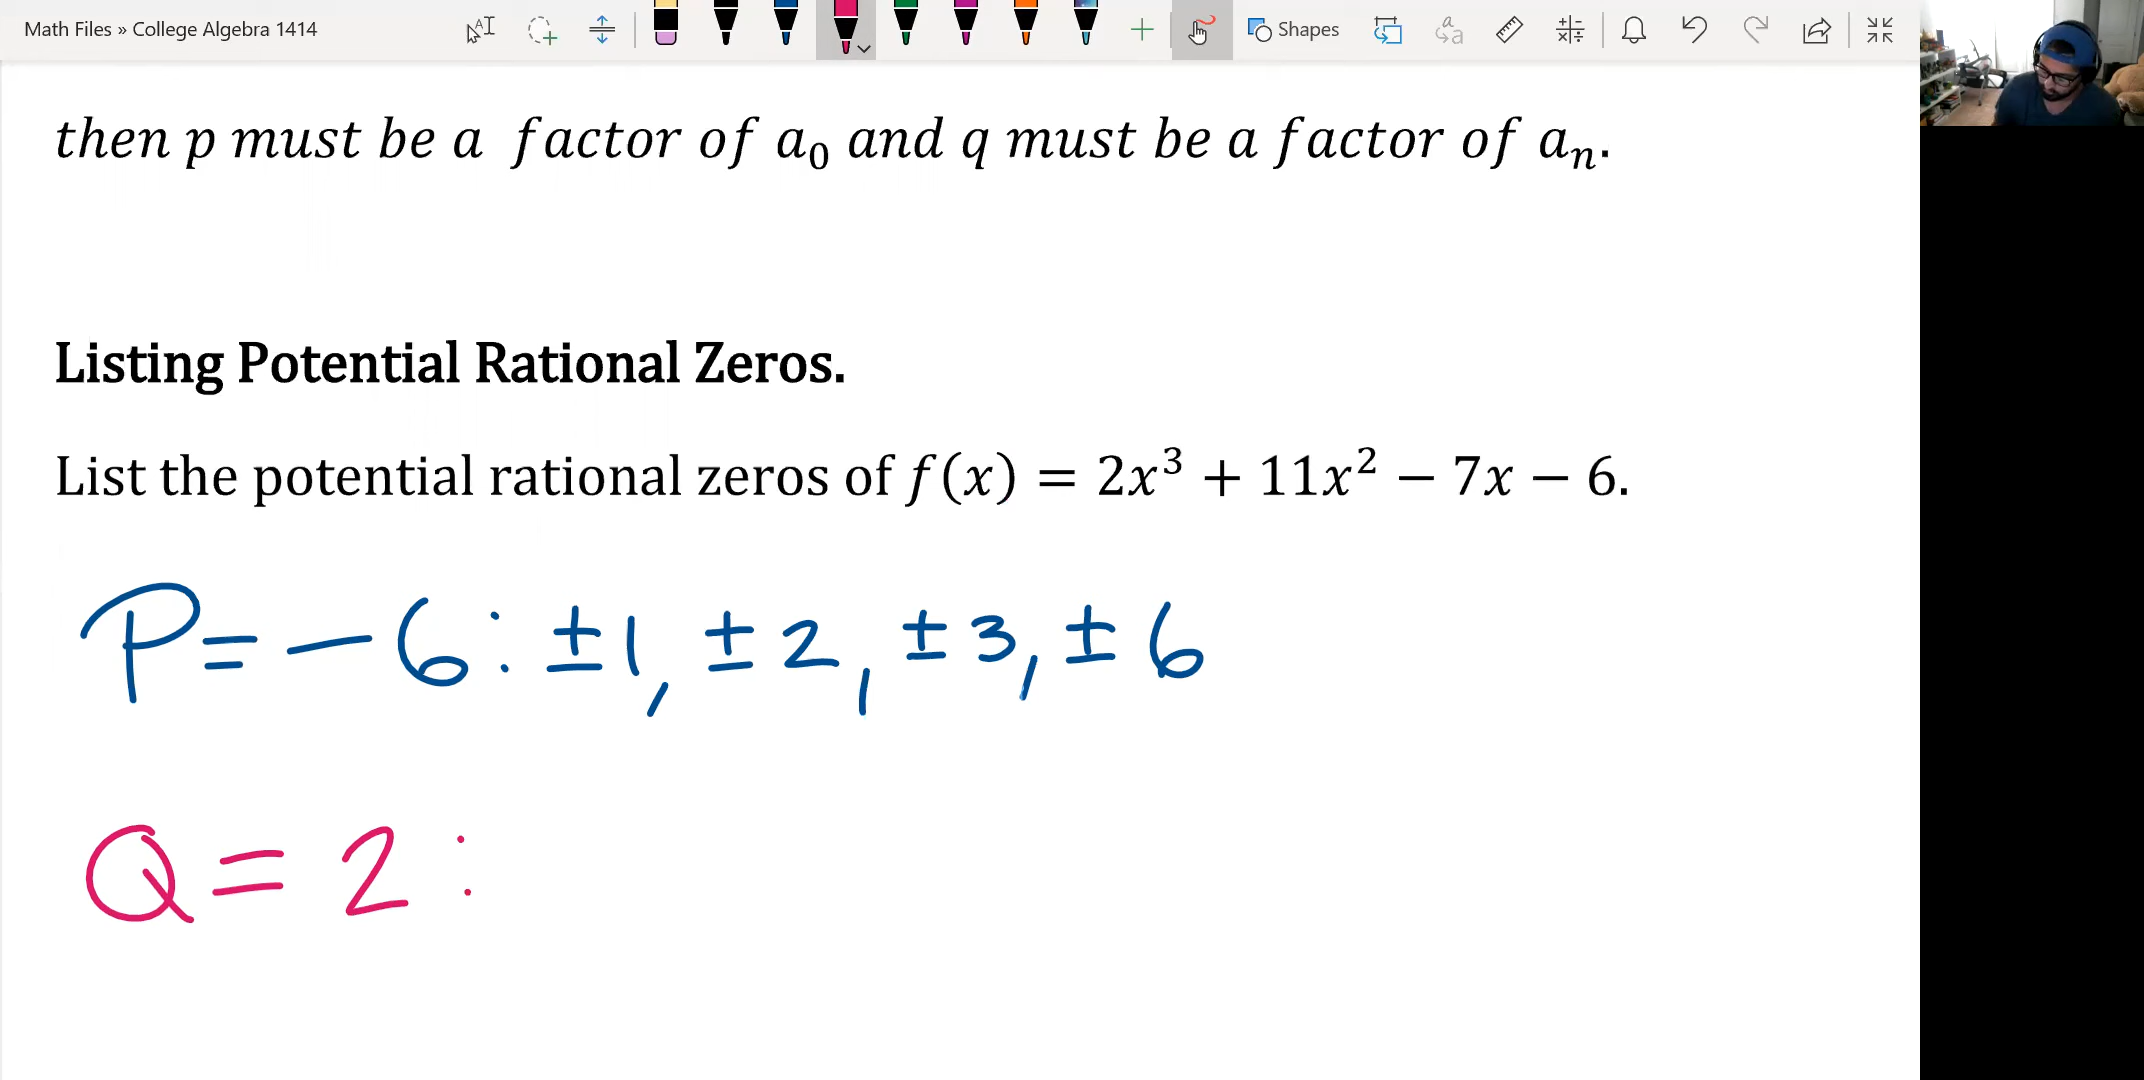 Math Files » College Algebra 1414
Shapes
then p must be a factor of a₀ and q must be a factor of aₙ.
Listing Potential Rational Zeros.
List the potential rational zeros of f(x) = 2x³ + 11x² − 7x − 6.
P = − 6 : ±1, ±2, ±3, ±6
Q = 2 :